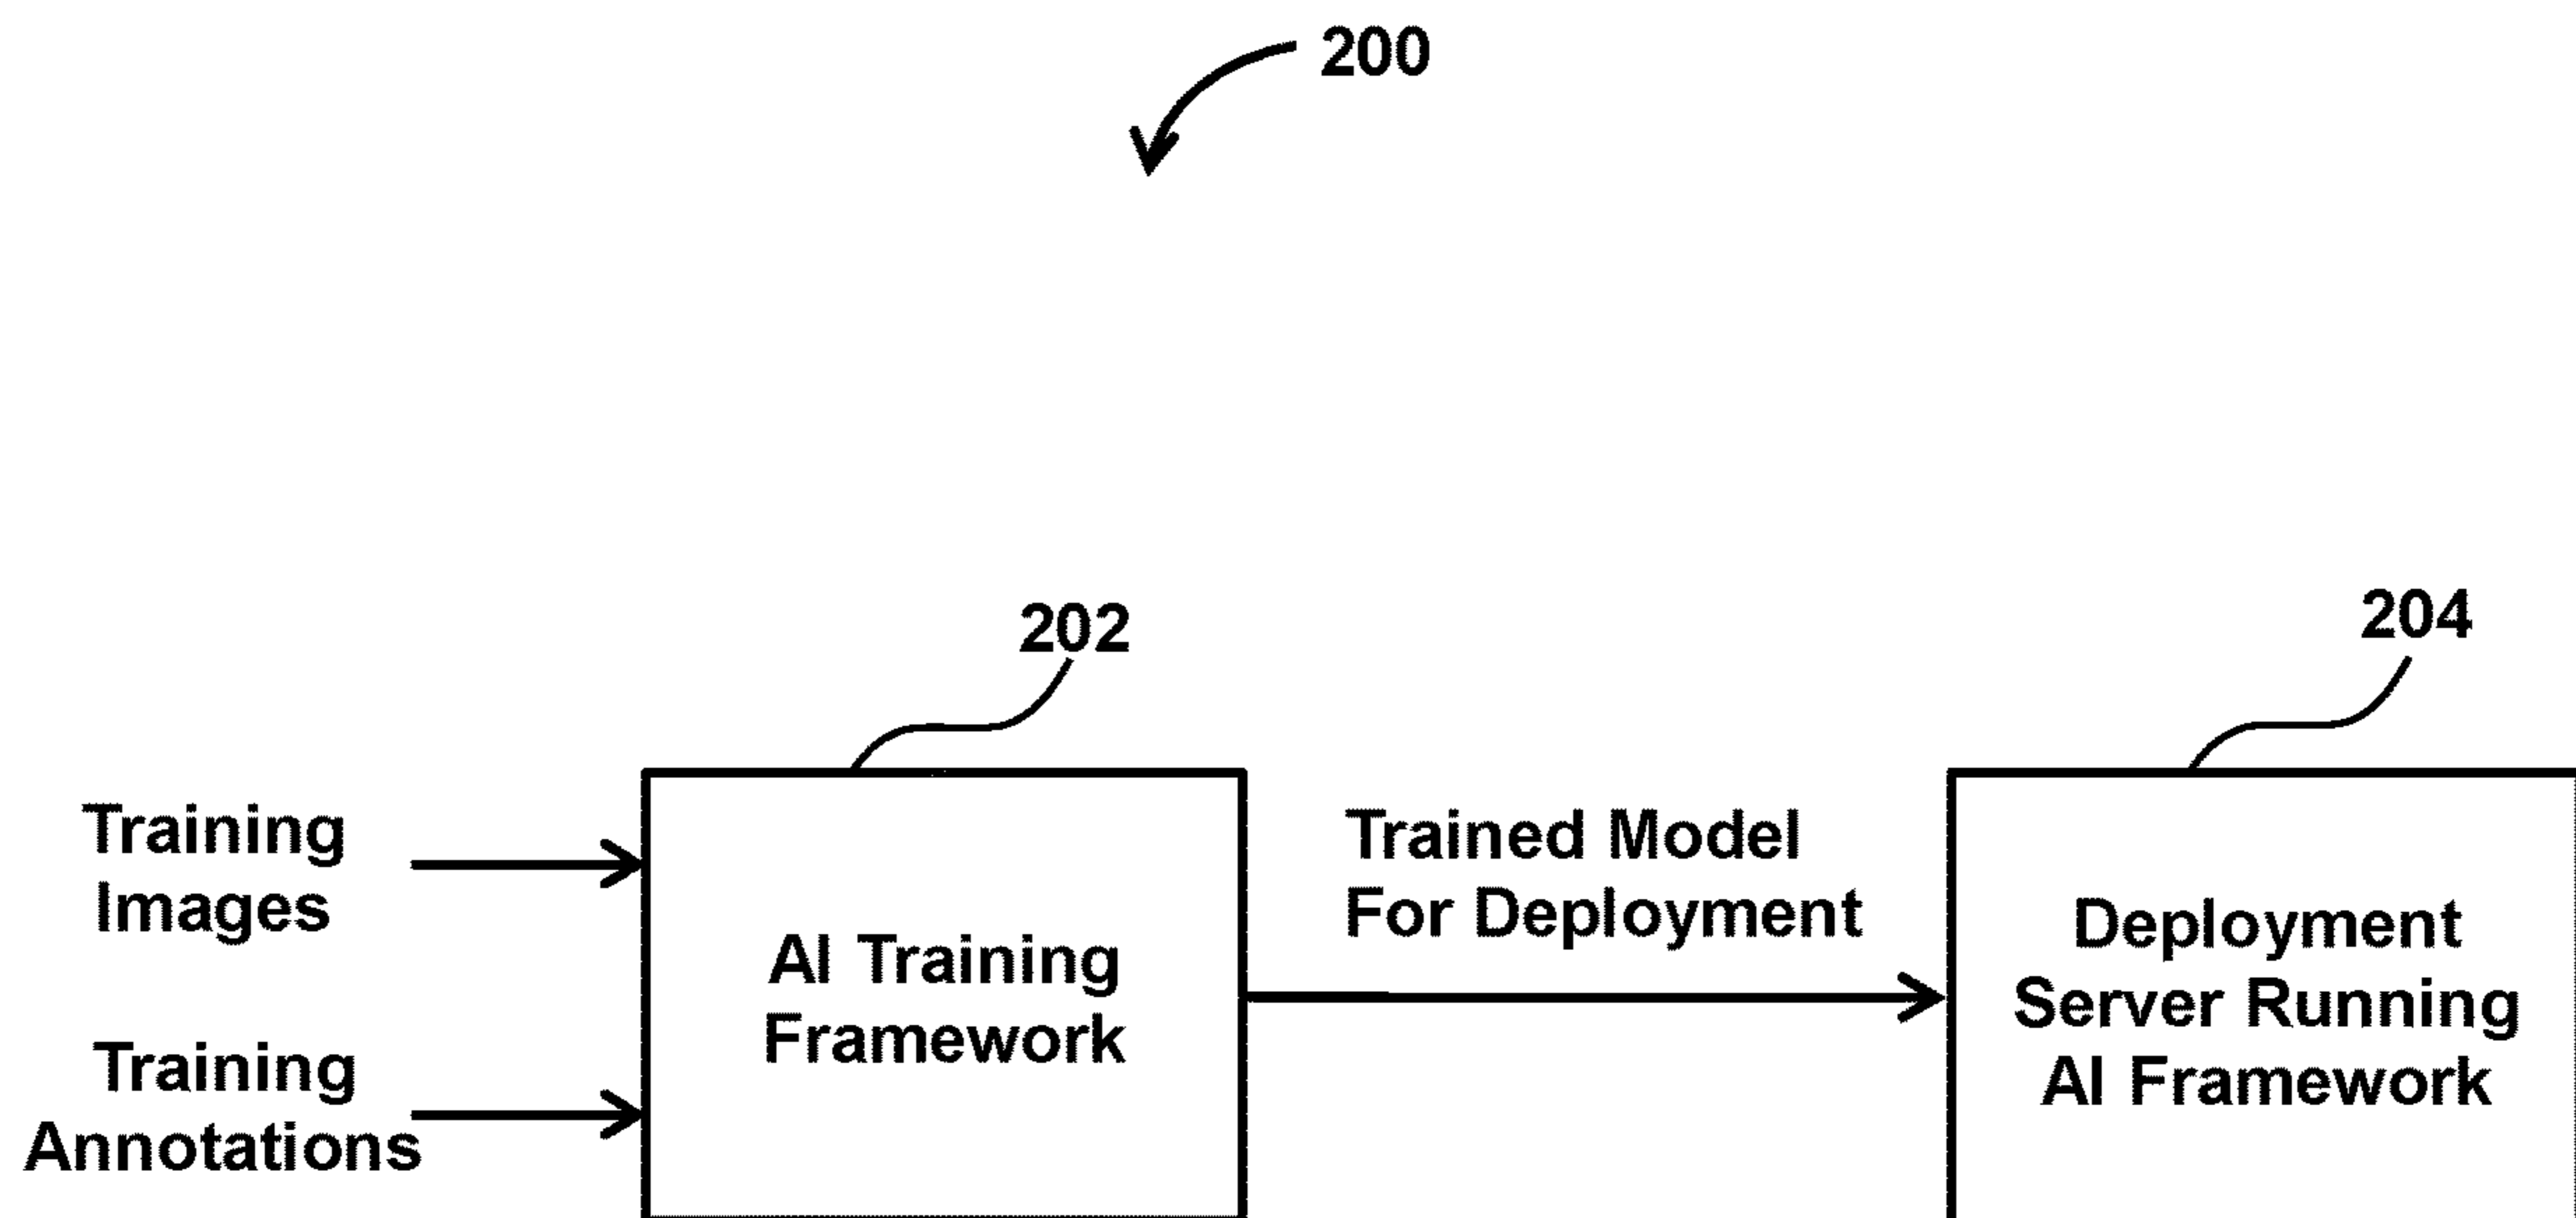 200
202
204
Training
Images
Training
Annotations
AI Training
Framework
Trained Model
For Deployment
Deployment
Server Running
AI Framework